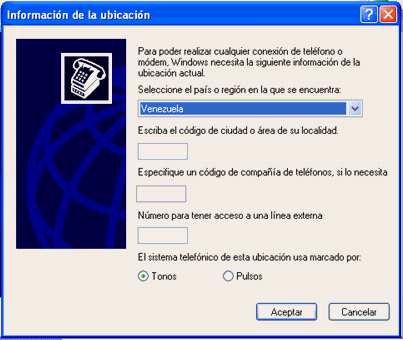 Información de la ubicación
Para poder realizar cualquier conexión de teléfono o
módem, Windows necesita la siguiente información de la
ubicación actual.
Seleccione el país o región en la que se encuentra:
Venezuela
Escriba el código de ciudad o área de su localidad.
Especifique un código de compañía de teléfonos, si lo necesita
Número para tener acceso a una línea externa
El sistema telefónico de esta ubicación usa marcado por:
Tonos Pulsos
Aceptar Cancelar